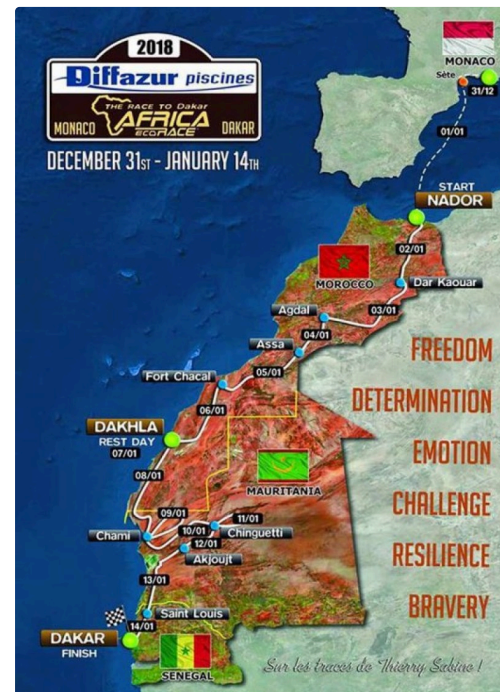 2018
Diffazur piscines
THE RACE TO Dakar
AFRICA
ECO RACE
MONACO
DAKAR
DECEMBER 31ST - JANUARY 14TH
MONACO
Sète
31/12
01/01
START
NADOR
02/01
MOROCCO
Dar Kaouar
03/01
Agdal
04/01
Assa
05/01
Fort Chacal
06/01
DAKHLA
REST DAY
07/01
08/01
MAURITANIA
09/01
11/01
10/01
Chinguetti
Chami
12/01
Akjoujt
13/01
Saint Louis
14/01
DAKAR
FINISH
SENEGAL
FREEDOM
DETERMINATION
EMOTION
CHALLENGE
RESILIENCE
BRAVERY
Sur les traces de Thierry Sabine !